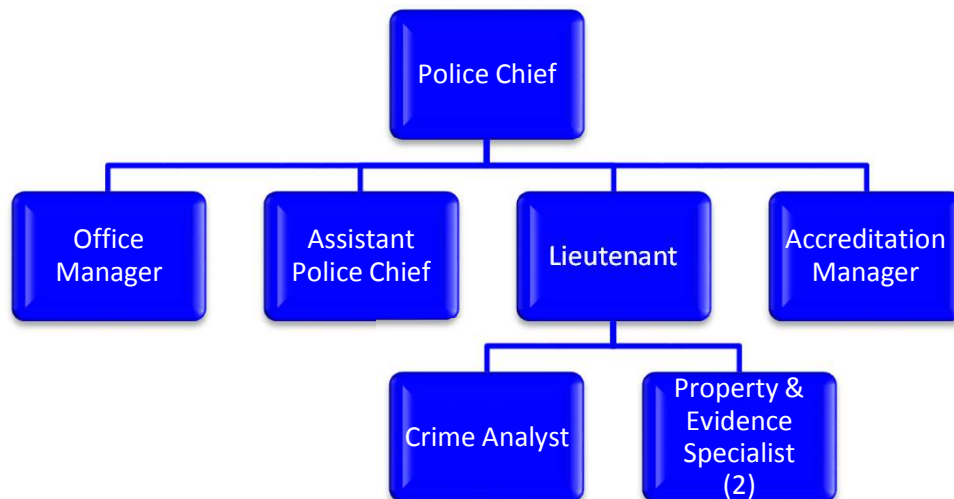 Police Chief
Office
Manager
Assistant
Police Chief
Lieutenant
Accreditation
Manager
Crime Analyst
Property &
Evidence
Specialist
(2)